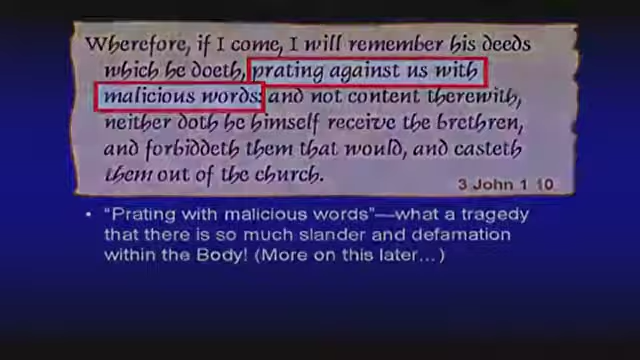 Wherefore, if I come, I will remember his deeds
which he doeth, prating against us with
malicious words: and not content therewith,
neither doth he himself receive the brethren,
and forbiddeth them that would, and casteth
them out of the church.
3 John 1 10
• “Prating with malicious words”—what a tragedy
that there is so much slander and defamation
within the Body! (More on this later…)